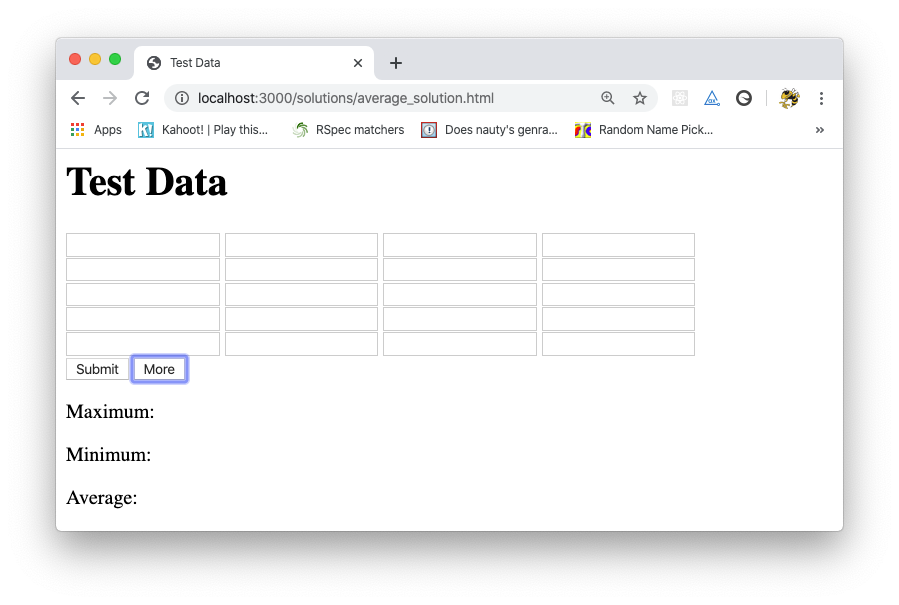 Test Data
localhost:3000/solutions/average_solution.html
Apps Kahoot! | Play this... RSpec matchers Does nauty's genra... Random Name Pick... »
Test Data
Submit More
Maximum:
Minimum:
Average: